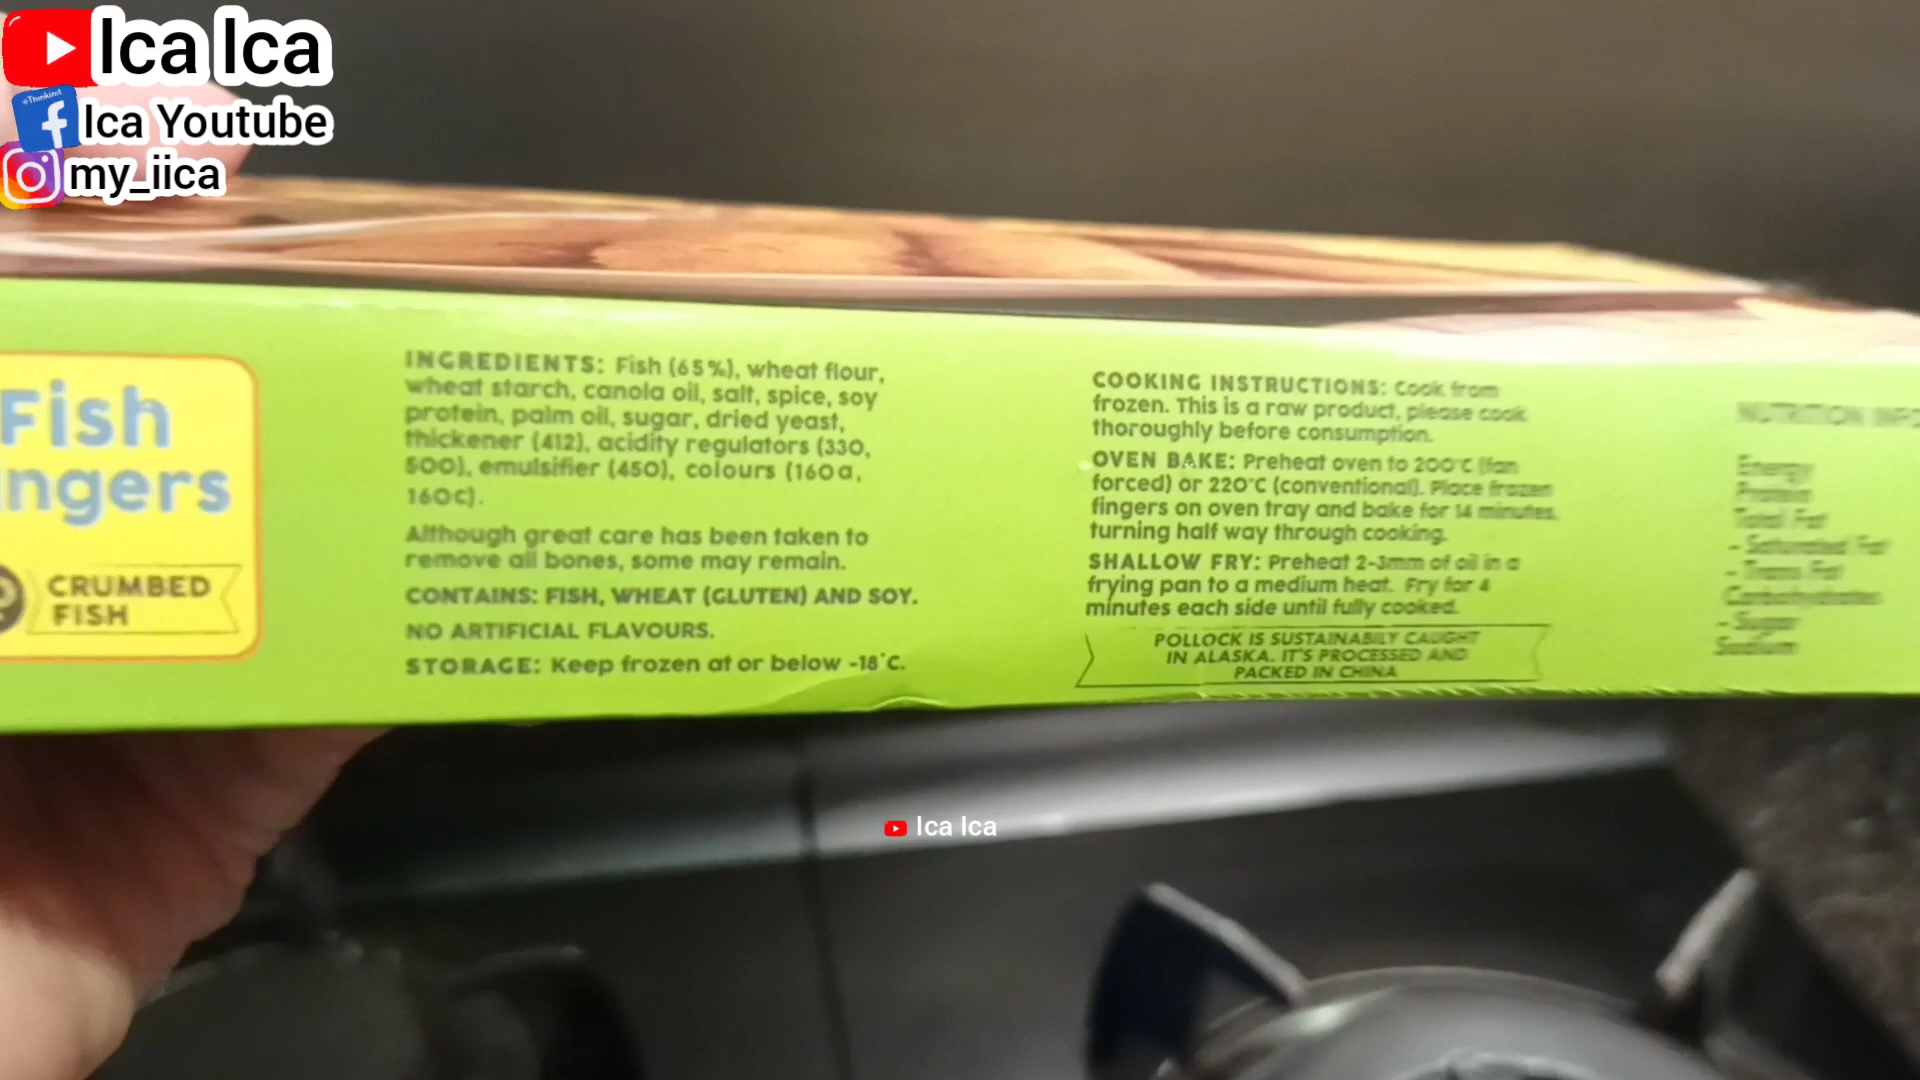 Ica Ica
@Thinkinit
Ica Youtube
my_iica
Fish
ngers
CRUMBED
FISH
INGREDIENTS: Fish (65%), wheat flour,
wheat starch, canola oil, salt, spice, soy
protein, palm oil, sugar, dried yeast,
thickener (412), acidity regulators (330,
500), emulsifier (450), colours (160a,
160c).
Although great care has been taken to
remove all bones, some may remain.
CONTAINS: FISH, WHEAT (GLUTEN) AND SOY.
NO ARTIFICIAL FLAVOURS.
STORAGE: Keep frozen at or below -18°C.
COOKING INSTRUCTIONS: Cook from
frozen. This is a raw product, please cook
thoroughly before consumption.
OVEN BAKE: Preheat oven to 200°C (fan
forced) or 220°C (conventional). Place frozen
fingers on oven tray and bake for 14 minutes,
turning half way through cooking.
SHALLOW FRY: Preheat 2-3mm of oil in a
frying pan to a medium heat. Fry for 4
minutes each side until fully cooked.
POLLOCK IS SUSTAINABLY CAUGHT
IN ALASKA. IT'S PROCESSED AND
PACKED IN CHINA
NUTRITION INFO
Energy
Protein
Total Fat
- Saturated Fat
- Trans Fat
Carbohydrates
- Sugar
Sodium
Ica Ica